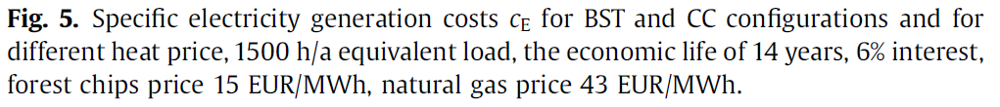 Fig. 5. Specific electricity generation costs cE for BST and CC configurations and for
different heat price, 1500 h/a equivalent load, the economic life of 14 years, 6% interest,
forest chips price 15 EUR/MWh, natural gas price 43 EUR/MWh.